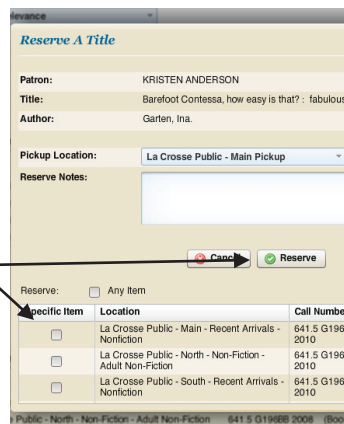 elevance
Reserve A Title
Patron: KRISTEN ANDERSON
Title: Barefoot Contessa, how easy is that? : fabulous
Author: Garten, Ina.
Pickup Location: La Crosse Public - Main Pickup
Reserve Notes:
Cancel Reserve
Reserve: Any Item
Specific Item Location Call Numbe
La Crosse Public - Main - Recent Arrivals - 641.5 G196
Nonfiction 2010
La Crosse Public - North - Non-Fiction - 641.5 G196
Adult Non-Fiction 2010
La Crosse Public - South - Recent Arrivals - 641.5 G196
Nonfiction 2010
Public - North - Non-Fiction - Adult Non-Fiction 641.5 G196BB 2008 (Boo